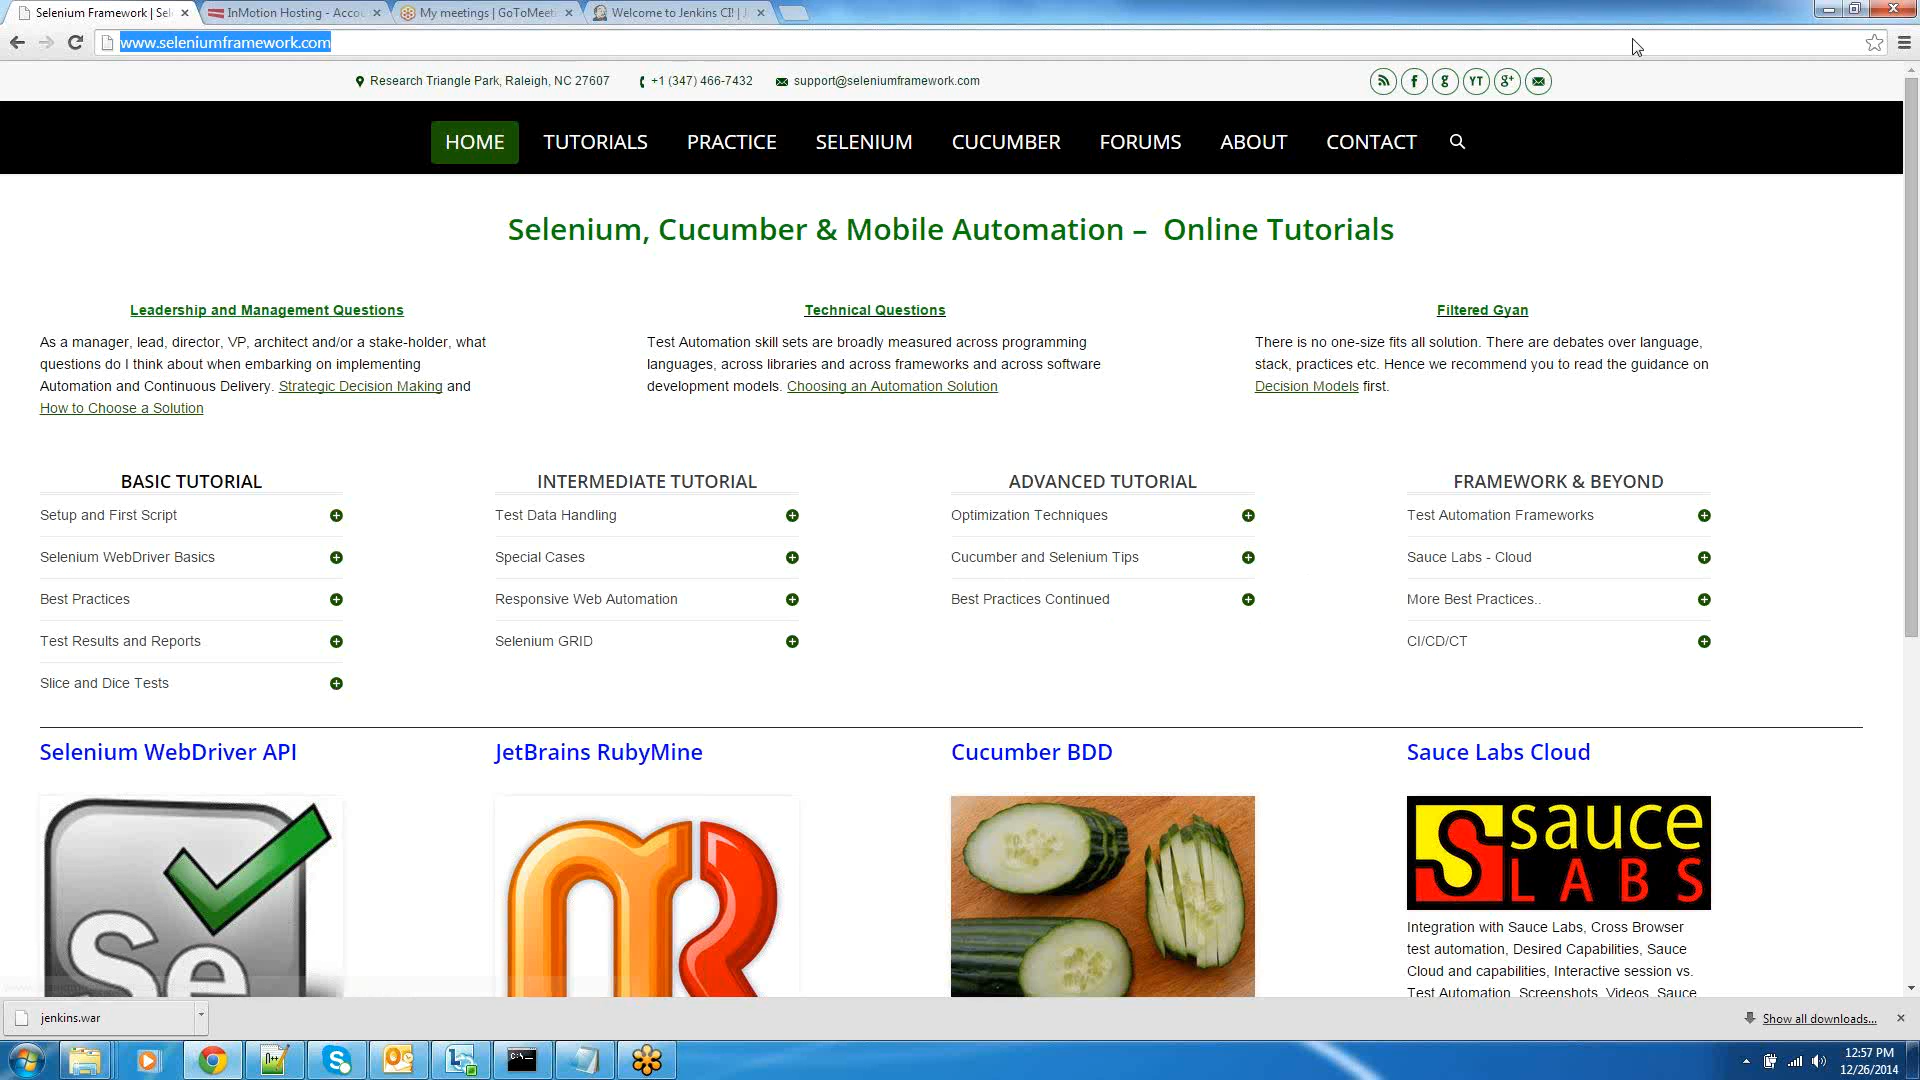 Selenium Framework | Sel
InMotion Hosting - Accou
My meetings | GoToMeet
Welcome to Jenkins CI! | J
www.seleniumframework.com
Research Triangle Park, Raleigh, NC 27607
+1 (347) 466-7432
support@seleniumframework.com
f
g
YT
g+
HOME
TUTORIALS
PRACTICE
SELENIUM
CUCUMBER
FORUMS
ABOUT
CONTACT
Selenium, Cucumber & Mobile Automation – Online Tutorials
Leadership and Management Questions
As a manager, lead, director, VP, architect and/or a stake-holder, what
questions do I think about when embarking on implementing
Automation and Continuous Delivery. Strategic Decision Making and
How to Choose a Solution
Technical Questions
Test Automation skill sets are broadly measured across programming
languages, across libraries and across frameworks and across software
development models. Choosing an Automation Solution
Filtered Gyan
There is no one-size fits all solution. There are debates over language,
stack, practices etc. Hence we recommend you to read the guidance on
Decision Models first.
BASIC TUTORIAL
Setup and First Script
Selenium WebDriver Basics
Best Practices
Test Results and Reports
Slice and Dice Tests
INTERMEDIATE TUTORIAL
Test Data Handling
Special Cases
Responsive Web Automation
Selenium GRID
ADVANCED TUTORIAL
Optimization Techniques
Cucumber and Selenium Tips
Best Practices Continued
FRAMEWORK & BEYOND
Test Automation Frameworks
Sauce Labs - Cloud
More Best Practices..
CI/CD/CT
Selenium WebDriver API
Se
JetBrains RubyMine
Cucumber BDD
Sauce Labs Cloud
sauce
LABS
Integration with Sauce Labs, Cross Browser
test automation, Desired Capabilities, Sauce
Cloud and capabilities, Interactive session vs.
Test Automation, Screenshots, Videos, Sauce
jenkins.war
Show all downloads...
12:57 PM
12/26/2014